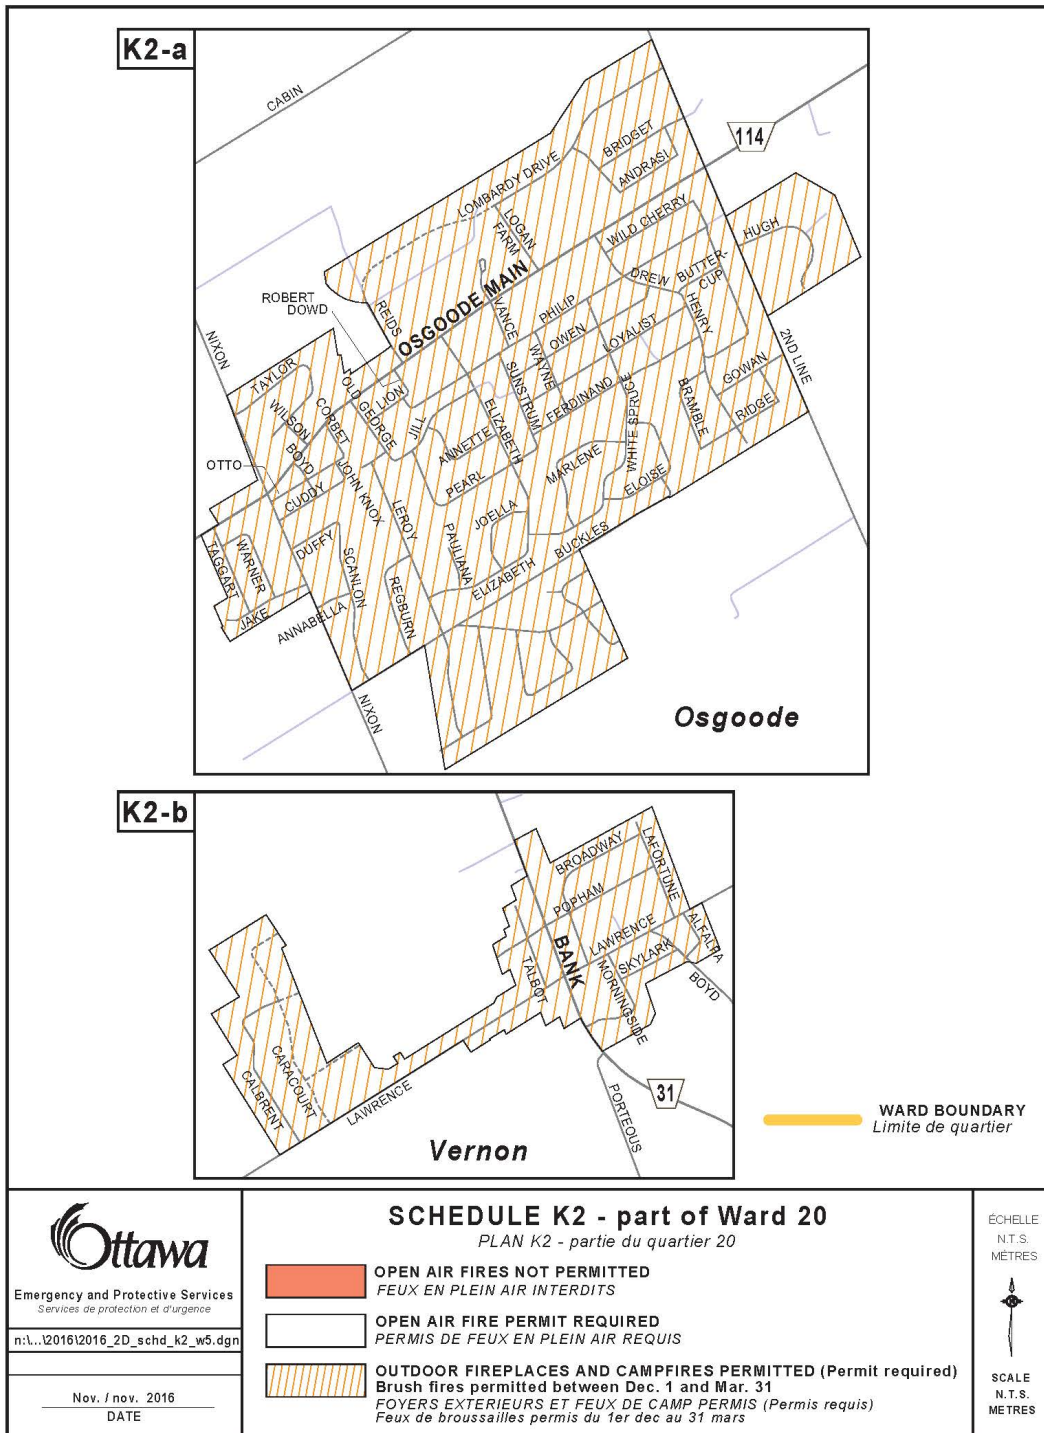 K2-a
CABIN
114
BRIDGET
ANDRASI
LOMBARDY DRIVE
LOGAN
FARM
WILD CHERRY
HUGH
DREW
BUTTER-
CUP
HENRY
ROBERT
DOWD
REIDS
OSGOODE MAIN
VANCE
PHILIP
OWEN
LOYALIST
WAYNE
2ND LINE
NIXON
TAYLOR
OLD GEORGE
LION
SUNSTRUM
FERDINAND
GOWAN
RIDGE
BRAMBLE
WILSON
CORBET
JILL
ELIZABETH
WHITE SPRUCE
BOYD
ANNETTE
OTTO
CUDDY
JOHN KNOX
PEARL
MARLENE
ELOISE
LEROY
JOELLA
PAULIANA
BUCKLES
DUFFY
TAGGART
WARNER
SCANLON
ELIZABETH
REGBURN
JAKE
ANNABELLA
NIXON
Osgoode
K2-b
BROADWAY
LAFORTUNE
POPHAM
LAWRENCE
ALFALFA
BANK
SKYLARK
TALBOT
MORNINGSIDE
BOYD
CARACOURT
CALBRENT
LAWRENCE
PORTEOUS
31
Vernon
WARD BOUNDARY
Limite de quartier
Ottawa
Emergency and Protective Services
Services de protection et d'urgence
n:\...\2016\2016_2D_schd_k2_w5.dgn
Nov. / nov. 2016
DATE
SCHEDULE K2 - part of Ward 20
PLAN K2 - partie du quartier 20
OPEN AIR FIRES NOT PERMITTED
FEUX EN PLEIN AIR INTERDITS
OPEN AIR FIRE PERMIT REQUIRED
PERMIS DE FEUX EN PLEIN AIR REQUIS
OUTDOOR FIREPLACES AND CAMPFIRES PERMITTED (Permit required)
Brush fires permitted between Dec. 1 and Mar. 31
FOYERS EXTERIEURS ET FEUX DE CAMP PERMIS (Permis requis)
Feux de broussailles permis du 1er dec au 31 mars
ÉCHELLE
N.T.S.
MÈTRES
SCALE
N.T.S.
METRES